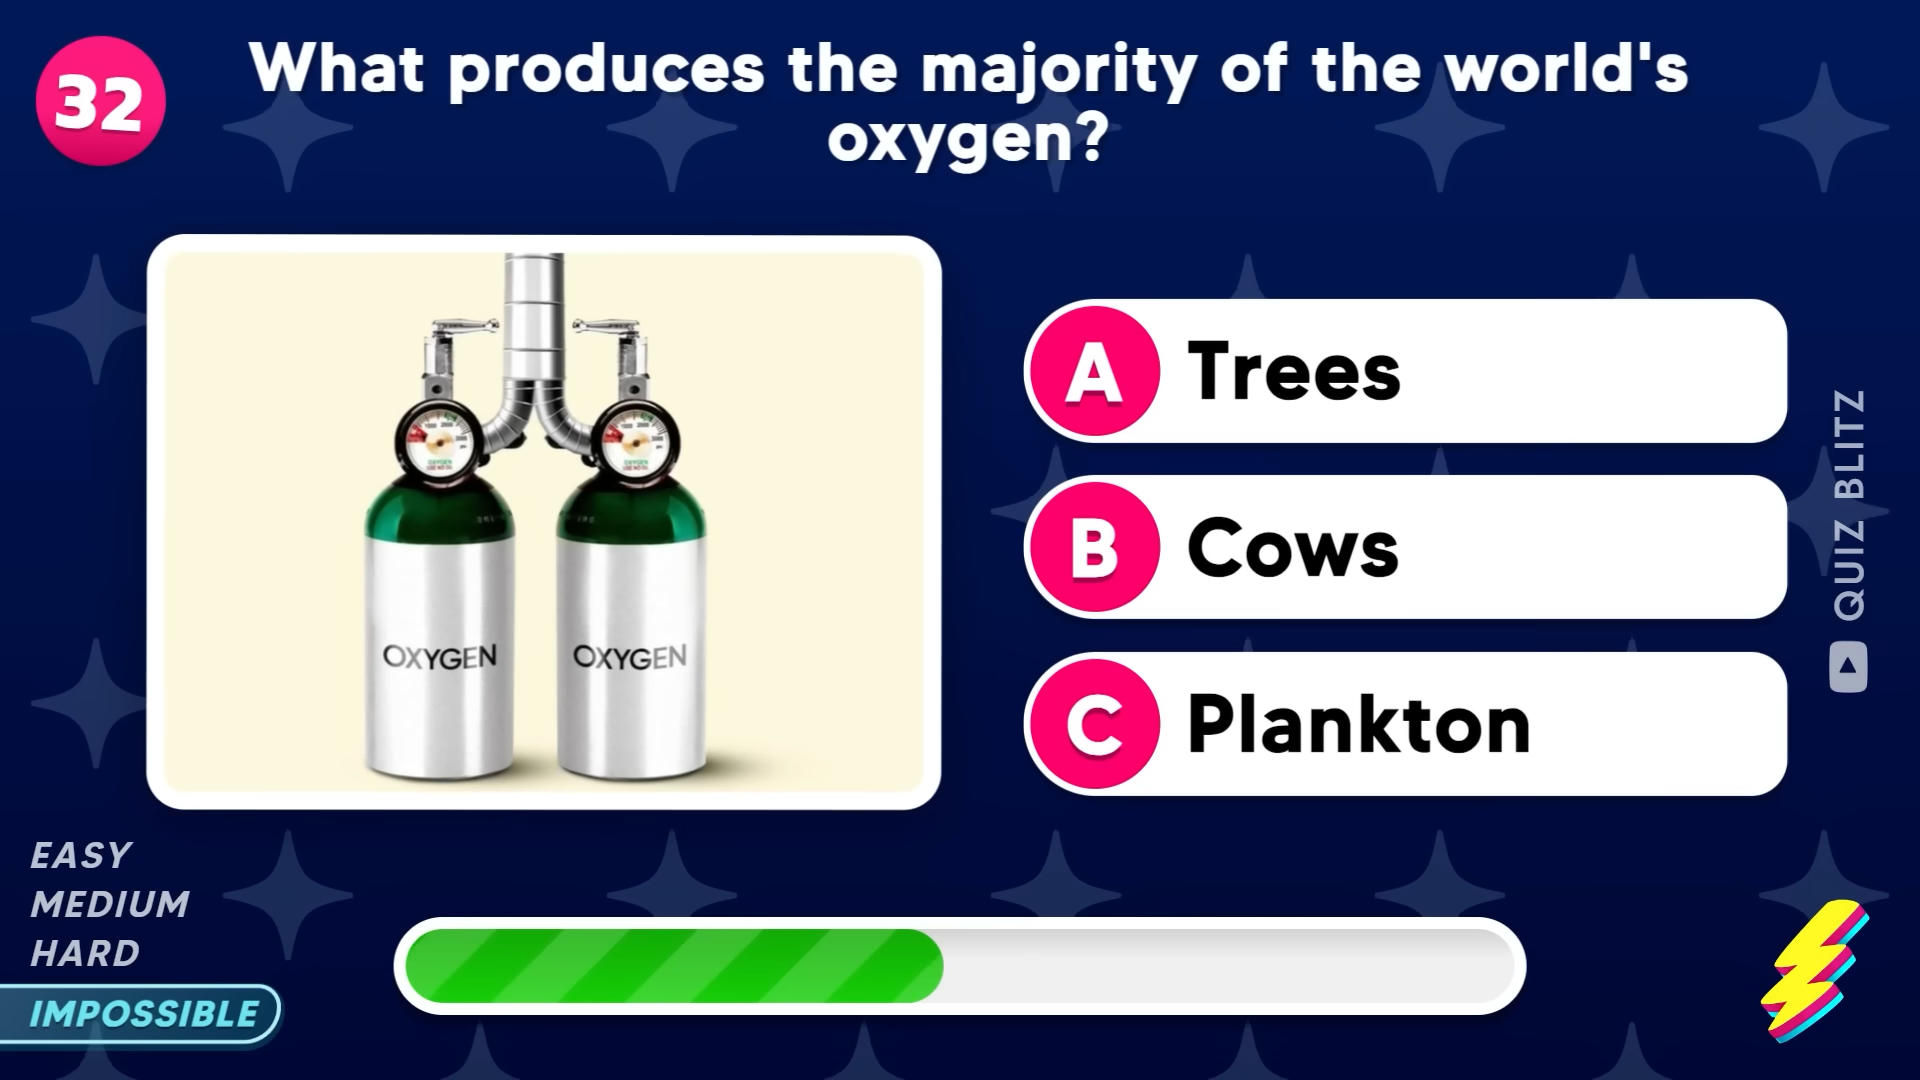 32
What produces the majority of the world's
oxygen?
OXYGEN
OXYGEN
A Trees
B Cows
C Plankton
QUIZ BLITZ
EASY
MEDIUM
HARD
IMPOSSIBLE